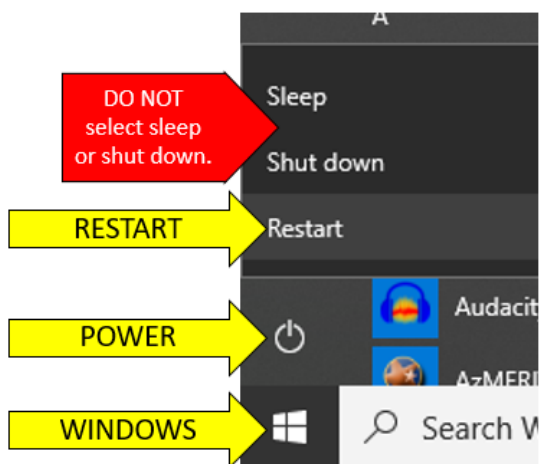 A
DO NOT
select sleep
or shut down.
Sleep
Shut down
RESTART
Restart
POWER
Audacit
AzMERI
WINDOWS
Search W